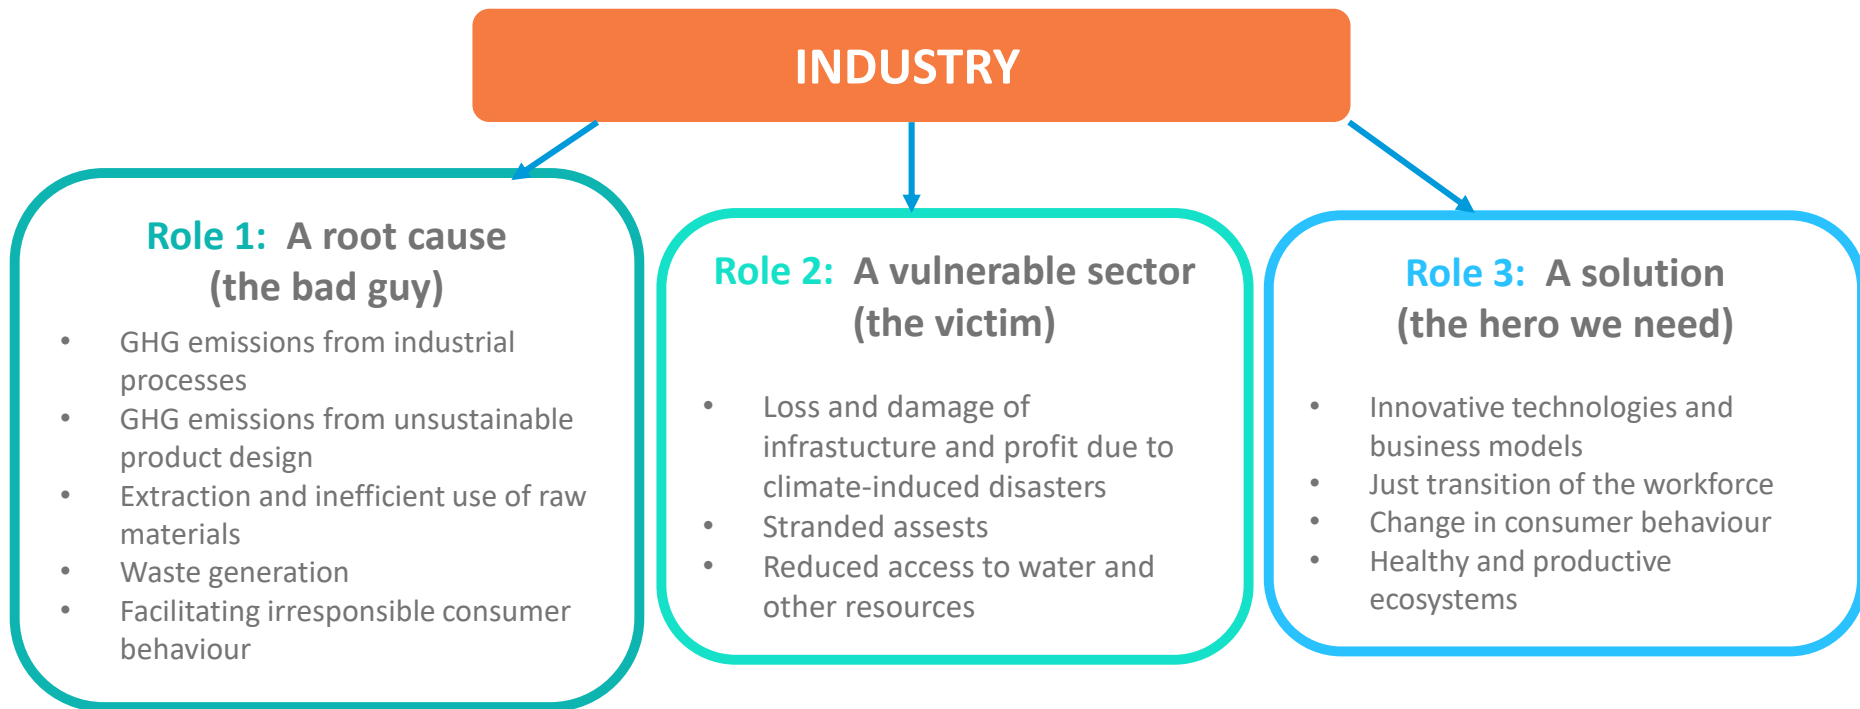 INDUSTRY
Role 1:  A root cause
(the bad guy)
• GHG emissions from industrial
processes
• GHG emissions from unsustainable
product design
• Extraction and inefficient use of raw
materials
• Waste generation
• Facilitating irresponsible consumer
behaviour
Role 2:  A vulnerable sector
(the victim)
• Loss and damage of
infrastucture and profit due to
climate-induced disasters
• Stranded assests
• Reduced access to water and
other resources
Role 3:  A solution
(the hero we need)
• Innovative technologies and
business models
• Just transition of the workforce
• Change in consumer behaviour
• Healthy and productive
ecosystems